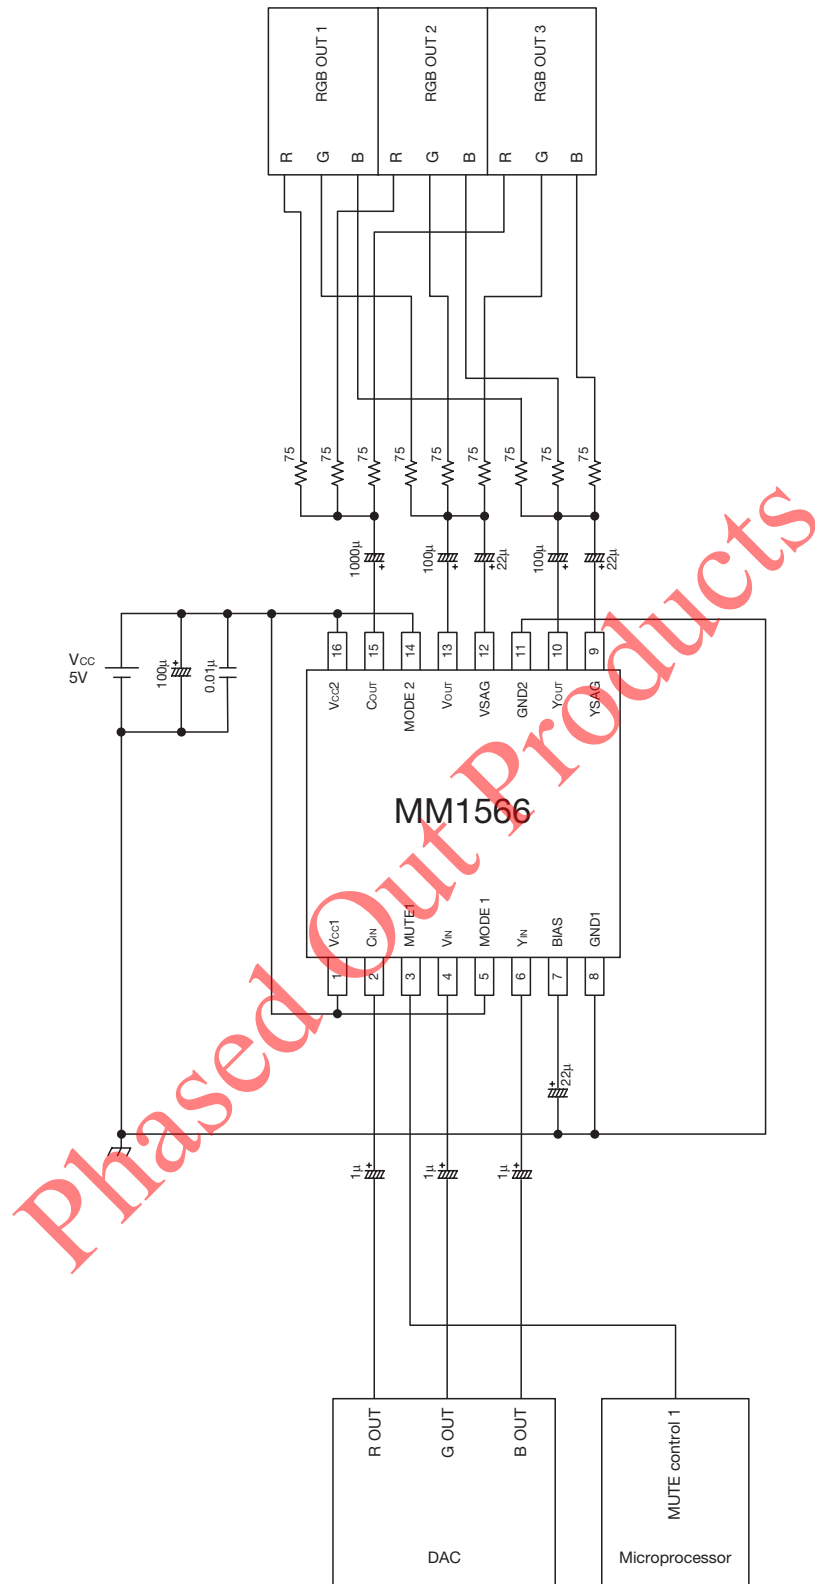 RGB OUT 1
RGB OUT 2
RGB OUT 3
R
G
B
R
G
B
R
G
B
75
75
75
75
75
75
75
75
75
1000μ
+
100μ
+
22μ
+
100μ
+
22μ
+
VCC
5V
100μ
+
0.01μ
16
15
14
13
12
11
10
9
VCC2
COUT
MODE 2
VOUT
VSAG
GND2
YOUT
YSAG
MM1566
VCC1
CIN
MUTE1
VIN
MODE 1
YIN
BIAS
GND1
1
2
3
4
5
6
7
8
22μ
+
1μ
+
1μ
+
1μ
+
R OUT
G OUT
B OUT
DAC
MUTE control 1
Microprocessor
Phased Out Products